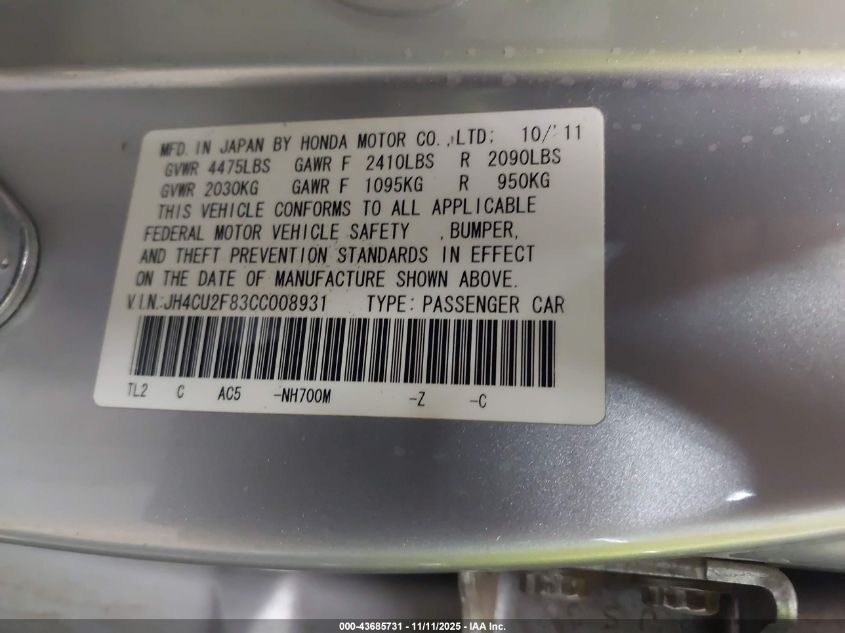 MFD. IN JAPAN BY HONDA MOTOR CO.,LTD. 10/'11
GVWR 4475LBS GAWR F 2410LBS R 2090LBS
GVWR 2030KG GAWR F 1095KG R 950KG
THIS VEHICLE CONFORMS TO ALL APPLICABLE
FEDERAL MOTOR VEHICLE SAFETY ,BUMPER,
AND THEFT PREVENTION STANDARDS IN EFFECT
ON THE DATE OF MANUFACTURE SHOWN ABOVE.
V.I.N.:JH4CU2F83CC008931 TYPE:PASSENGER CAR
TL2 C AC5 -NH700M -Z -C
000-43685731 - 11/11/2025 - IAA Inc.